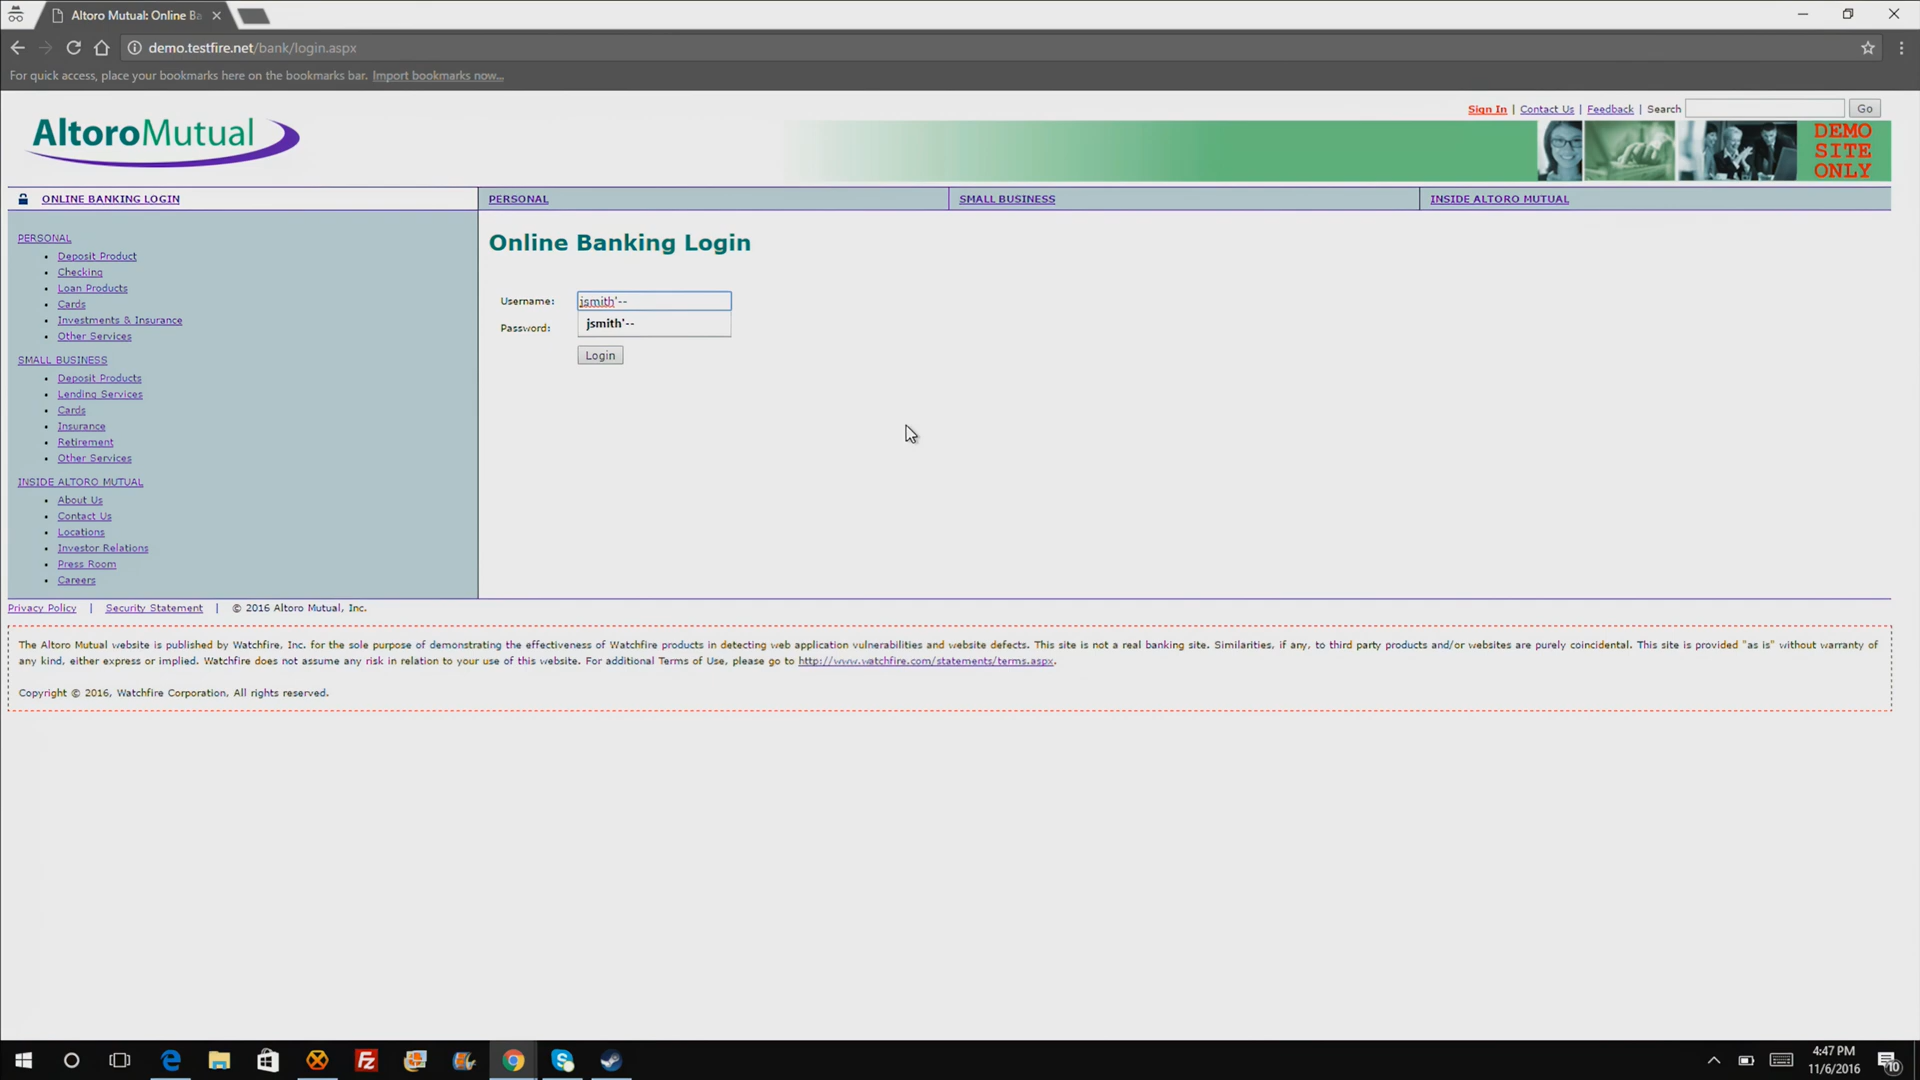 Altoro Mutual: Online Ba
demo.testfire.net/bank/login.aspx
For quick access, place your bookmarks here on the bookmarks bar. Import bookmarks now...
Sign In | Contact Us | Feedback | Search
Go
AltoroMutual
DEMO
SITE
ONLY
ONLINE BANKING LOGIN
PERSONAL
SMALL BUSINESS
INSIDE ALTORO MUTUAL
PERSONAL
Deposit Product
Checking
Loan Products
Cards
Investments & Insurance
Other Services
SMALL BUSINESS
Deposit Products
Lending Services
Cards
Insurance
Retirement
Other Services
INSIDE ALTORO MUTUAL
About Us
Contact Us
Locations
Investor Relations
Press Room
Careers
Online Banking Login
Username: jsmith'--
jsmith'--
Password:
Login
Privacy Policy | Security Statement | © 2016 Altoro Mutual, Inc.
The Altoro Mutual website is published by Watchfire, Inc. for the sole purpose of demonstrating the effectiveness of Watchfire products in detecting web application vulnerabilities and website defects. This site is not a real banking site. Similarities, if any, to third party products and/or websites are purely coincidental. This site is provided "as is" without warranty of
any kind, either express or implied. Watchfire does not assume any risk in relation to your use of this website. For additional Terms of Use, please go to http://www.watchfire.com/statements/terms.aspx.
Copyright © 2016, Watchfire Corporation, All rights reserved.
4:47 PM
11/6/2016
10